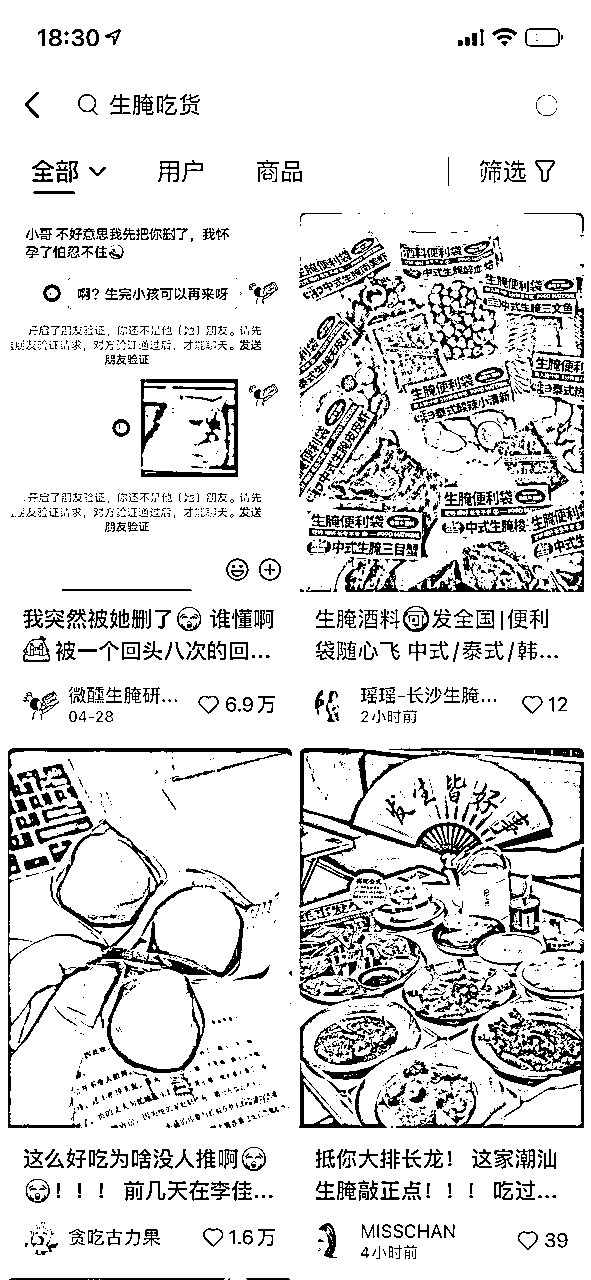 18:30
生腌吃货
全部 用户 商品 筛选
小哥 不好意思我先把你删了，我怀
孕了怕忍不住
啊？生完小孩可以再来呀
开启了朋友验证，你还不是他（她）朋友。请先
朋友验证请求，对方验证通过后，才能聊天。发送
朋友验证
开启了朋友验证，你还不是他（她）朋友。请先
朋友验证请求，对方验证通过后，才能聊天。发送
朋友验证
我突然被她删了 谁懂啊
被一个回头八次的回...
微醺生腌研...
04-28
6.9万
酒料便利袋
生腌便利袋
中式生腌三文鱼
生腌便利袋
泰式酸辣小清新
生腌便利袋
生腌便利袋
中式生腌三目蟹
生腌酒料 发全国|便利
袋随心飞 中式/泰式/韩...
瑶瑶-长沙生腌...
2小时前
12
这么好吃为啥没人推啊
！！！ 前几天在李佳...
贪吃古力果
1.6万
发生皆好事
抵你大排长龙！ 这家潮汕
生腌敲正点！！！ 吃过...
MISSCHAN
4小时前
39